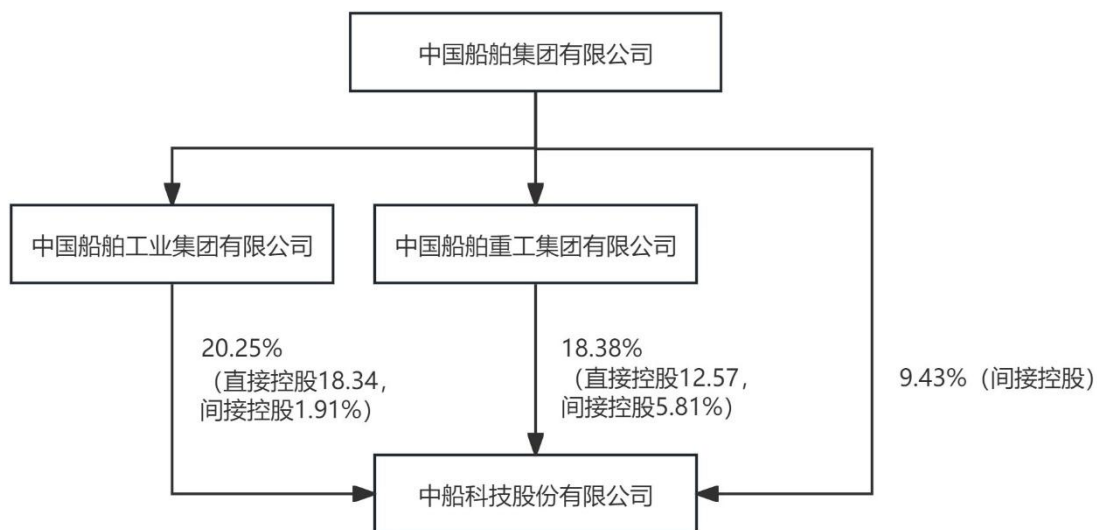 中国船舶集团有限公司
中国船舶工业集团有限公司
中国船舶重工集团有限公司
20.25%
（直接控股18.34，
间接控股1.91%）
18.38%
（直接控股12.57，
间接控股5.81%）
9.43%（间接控股）
中船科技股份有限公司